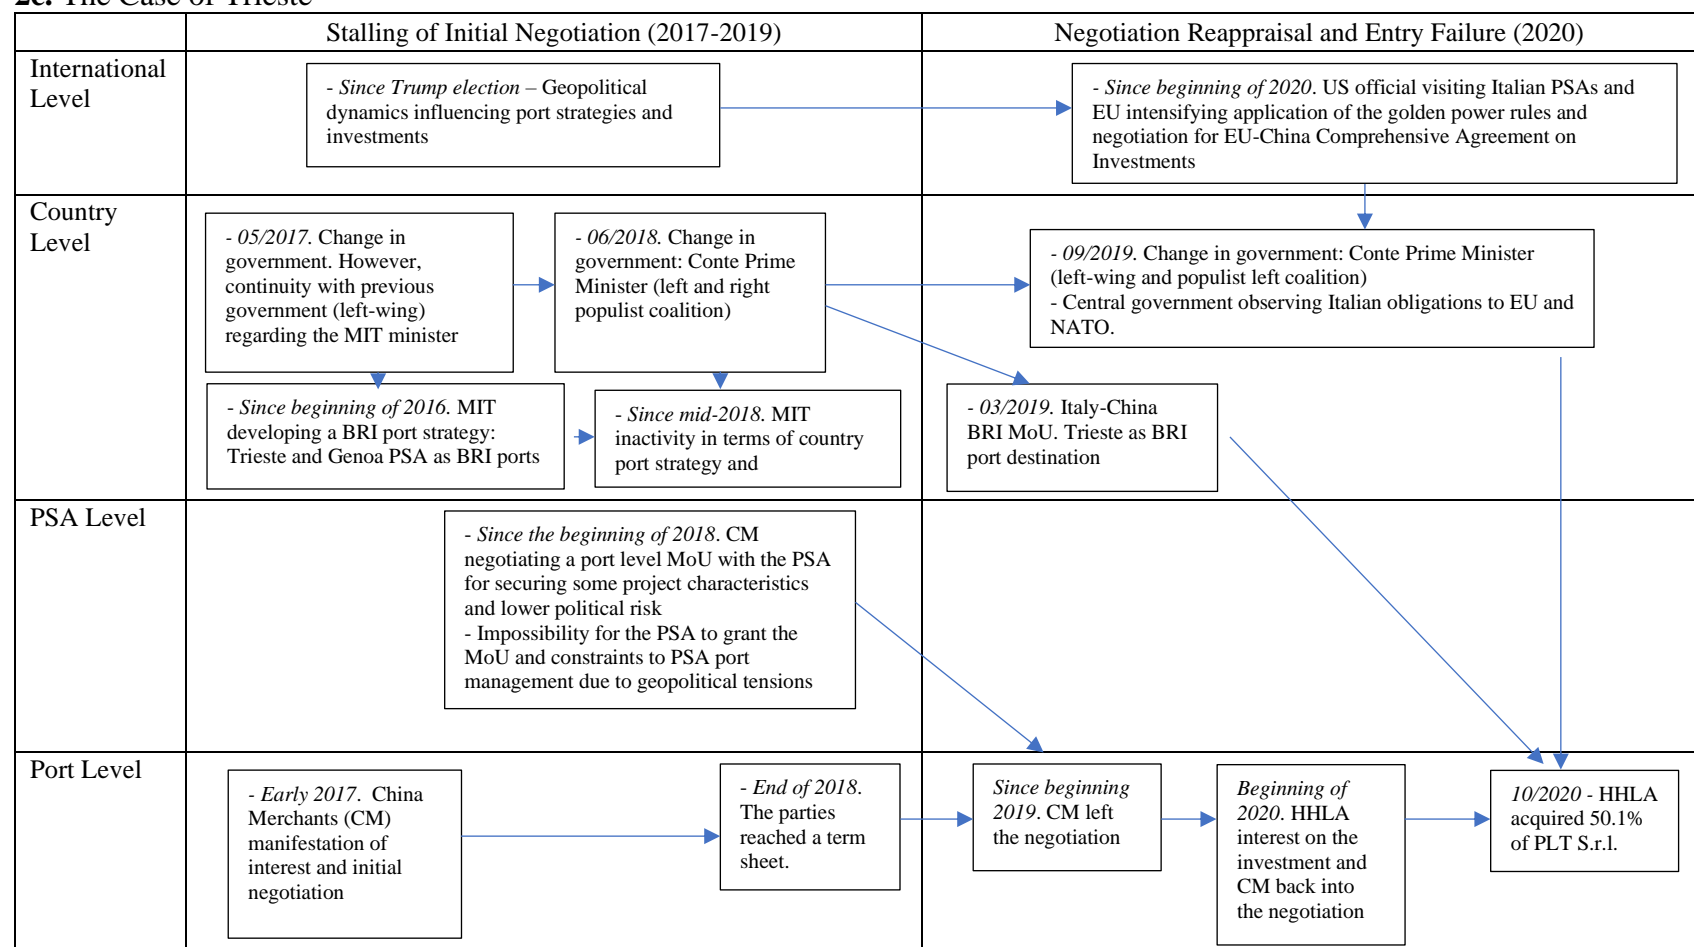 2c. The Case of Trieste
Stalling of Initial Negotiation (2017-2019)
Negotiation Reappraisal and Entry Failure (2020)
International
Level
- Since Trump election – Geopolitical
dynamics influencing port strategies and
investments
- Since beginning of 2020. US official visiting Italian PSAs and
EU intensifying application of the golden power rules and
negotiation for EU-China Comprehensive Agreement on
Investments
Country
Level
- 05/2017. Change in
government. However,
continuity with previous
government (left-wing)
regarding the MIT minister
- 06/2018. Change in
government: Conte Prime
Minister (left and right
populist coalition)
- 09/2019. Change in government: Conte Prime Minister
(left-wing and populist left coalition)
- Central government observing Italian obligations to EU and
NATO.
- Since beginning of 2016. MIT
developing a BRI port strategy:
Trieste and Genoa PSA as BRI ports
- Since mid-2018. MIT
inactivity in terms of country
port strategy and
- 03/2019. Italy-China
BRI MoU. Trieste as BRI
port destination
PSA Level
- Since the beginning of 2018. CM
negotiating a port level MoU with the PSA
for securing some project characteristics
and lower political risk
- Impossibility for the PSA to grant the
MoU and constraints to PSA port
management due to geopolitical tensions
Port Level
- Early 2017. China
Merchants (CM)
manifestation of
interest and initial
negotiation
- End of 2018.
The parties
reached a term
sheet.
Since beginning
2019. CM left
the negotiation
Beginning of
2020. HHLA
interest on the
investment and
CM back into
the negotiation
10/2020 - HHLA
acquired 50.1%
of PLT S.r.l.